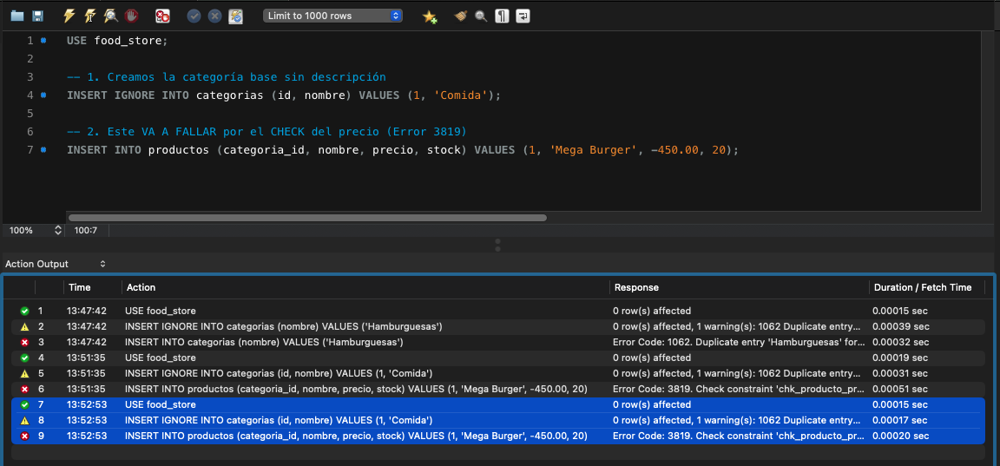 Limit to 1000 rows
1 USE food_store;
2
3 -- 1. Creamos la categoría base sin descripción
4 INSERT IGNORE INTO categorias (id, nombre) VALUES (1, 'Comida');
5
6 -- 2. Este VA A FALLAR por el CHECK del precio (Error 3819)
7 INSERT INTO productos (categoria_id, nombre, precio, stock) VALUES (1, 'Mega Burger', -450.00, 20);
100% 100:7
Action Output
Time Action Response Duration / Fetch Time
1 13:47:42 USE food_store 0 row(s) affected 0.00015 sec
2 13:47:42 INSERT IGNORE INTO categorias (nombre) VALUES ('Hamburguesas') 0 row(s) affected, 1 warning(s): 1062 Duplicate entry... 0.00039 sec
3 13:47:42 INSERT INTO categorias (nombre) VALUES ('Hamburguesas') Error Code: 1062. Duplicate entry 'Hamburguesas' for... 0.00032 sec
4 13:51:35 USE food_store 0 row(s) affected 0.00019 sec
5 13:51:35 INSERT IGNORE INTO categorias (id, nombre) VALUES (1, 'Comida') 0 row(s) affected, 1 warning(s): 1062 Duplicate entry... 0.00031 sec
6 13:51:35 INSERT INTO productos (categoria_id, nombre, precio, stock) VALUES (1, 'Mega Burger', -450.00, 20) Error Code: 3819. Check constraint 'chk_producto_pr... 0.00051 sec
7 13:52:53 USE food_store 0 row(s) affected 0.00015 sec
8 13:52:53 INSERT IGNORE INTO categorias (id, nombre) VALUES (1, 'Comida') 0 row(s) affected, 1 warning(s): 1062 Duplicate entry... 0.00017 sec
9 13:52:53 INSERT INTO productos (categoria_id, nombre, precio, stock) VALUES (1, 'Mega Burger', -450.00, 20) Error Code: 3819. Check constraint 'chk_producto_pr... 0.00020 sec